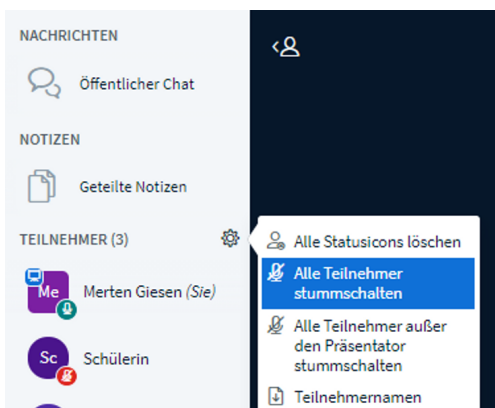 NACHRICHTEN
Öffentlicher Chat
NOTIZEN
Geteilte Notizen
TEILNEHMER (3)
Me
Merten Giesen (Sie)
Sc
Schülerin
Alle Statusicons löschen
Alle Teilnehmer
stummschalten
Alle Teilnehmer außer
den Präsentator
stummschalten
Teilnehmernamen